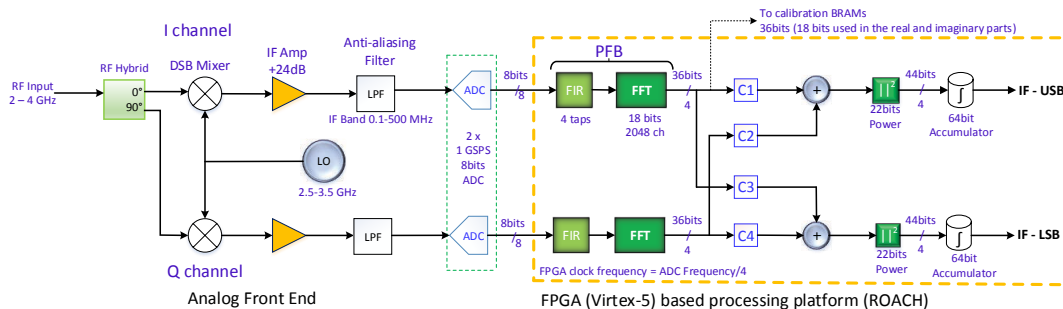 To calibration BRAMs
36bits (18 bits used in the real and imaginary parts)
RF Input
2 – 4 GHz
RF Hybrid
0°
90°
I channel
DSB Mixer
IF Amp
+24dB
Anti-aliasing
Filter
LPF
IF Band 0.1-500 MHz
ADC
8bits
8
PFB
FIR
4 taps
FFT
18 bits
2048 ch
36bits
4
C1
C2
C3
C4
+
||²
22bits
Power
44bits
4
∫
64bit
Accumulator
IF - USB
LO
2.5-3.5 GHz
2 x
1 GSPS
8bits
ADC
Q channel
LPF
ADC
8bits
8
FIR
FFT
36bits
4
+
||²
22bits
Power
44bits
4
∫
64bit
Accumulator
IF - LSB
FPGA clock frequency = ADC Frequency/4
Analog Front End
FPGA (Virtex-5) based processing platform (ROACH)